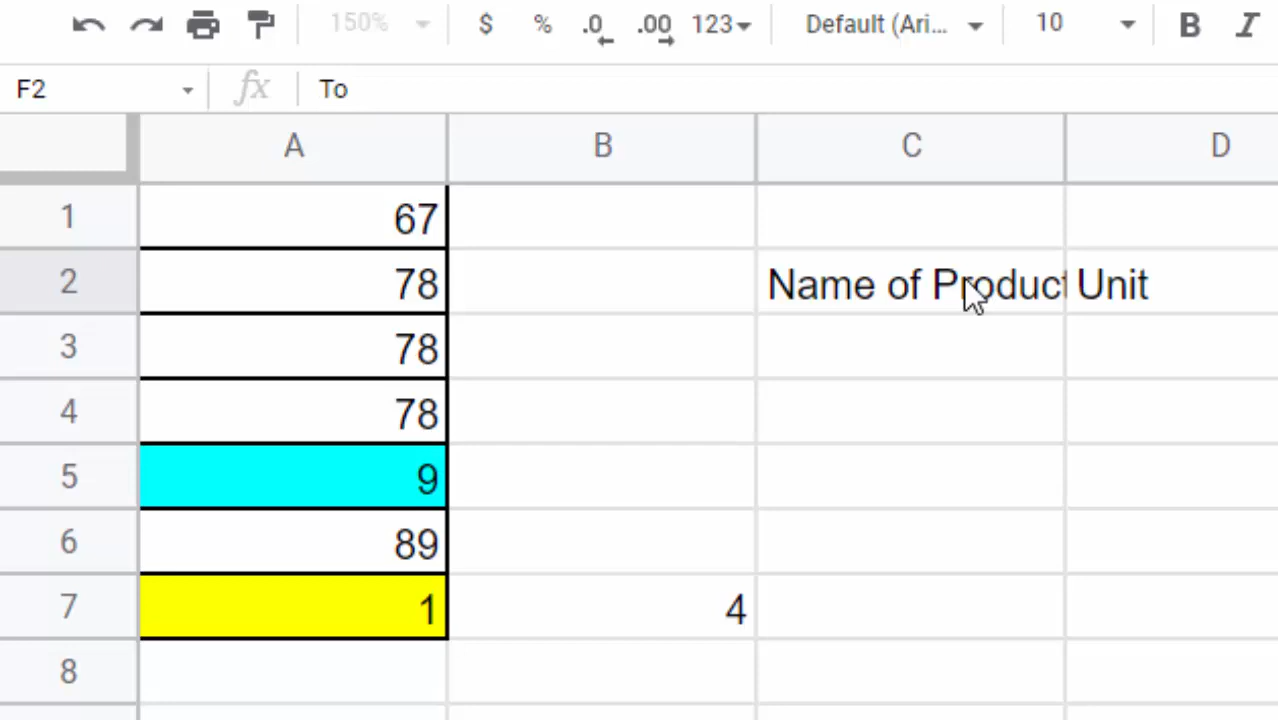 150% $ % .0 .00 123 Default (Ari... 10 B I
F2 fx To
A B C D
1 67
2 78 Name of Product Unit
3 78
4 78
5 9
6 89
7 1 4
8